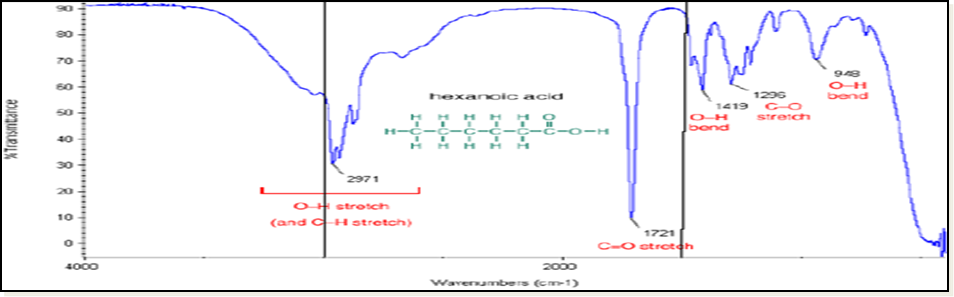 90
80
70
60
50
40
30
20
10
0
%Transmittance
hexanoic acid
H H H H H O
H C C C C C C O H
H H H H H
2971
O–H stretch
(and C–H stretch)
1721
C=O stretch
1419
O–H
bend
1296
C–O
stretch
948
O–H
bend
4000
2000
Wavenumbers (cm-1)